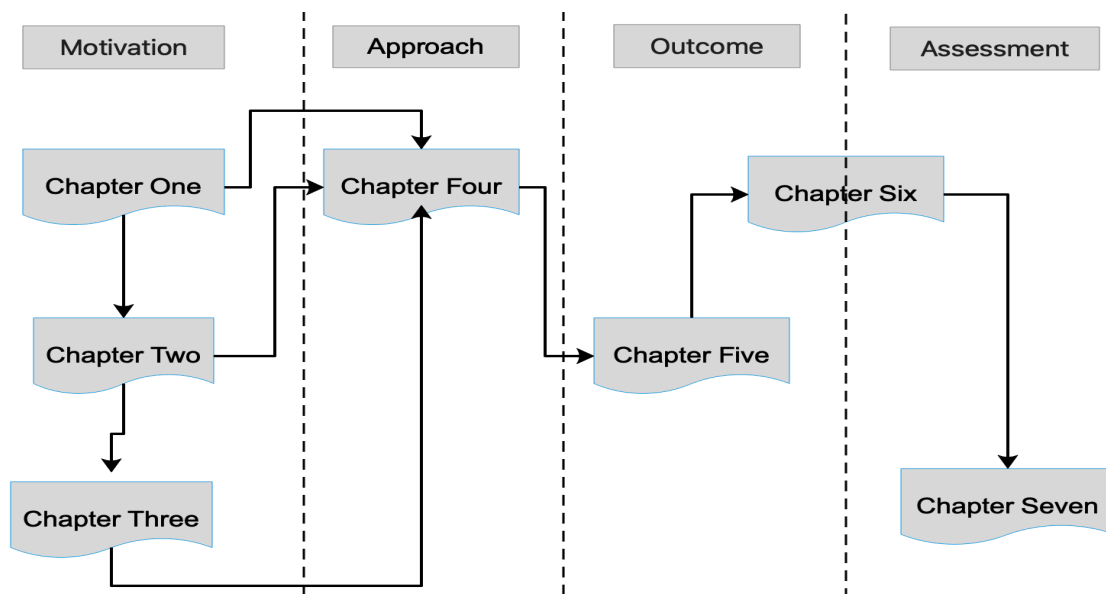 Motivation
Approach
Outcome
Assessment
Chapter One
Chapter Four
Chapter Six
Chapter Two
Chapter Five
Chapter Three
Chapter Seven